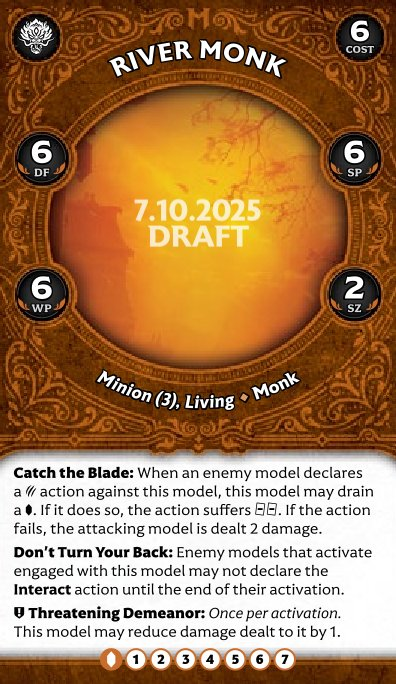 6
COST
RIVER MONK
6
DF
6
SP
7.10.2025
DRAFT
6
WP
2
SZ
Minion (3), Living ⬥ Monk
Catch the Blade: When an enemy model declares
a action against this model, this model may drain
a . If it does so, the action suffers ⊟⊟. If the action
fails, the attacking model is dealt 2 damage.
Don't Turn Your Back: Enemy models that activate
engaged with this model may not declare the
Interact action until the end of their activation.
Threatening Demeanor: Once per activation.
This model may reduce damage dealt to it by 1.
1 2 3 4 5 6 7